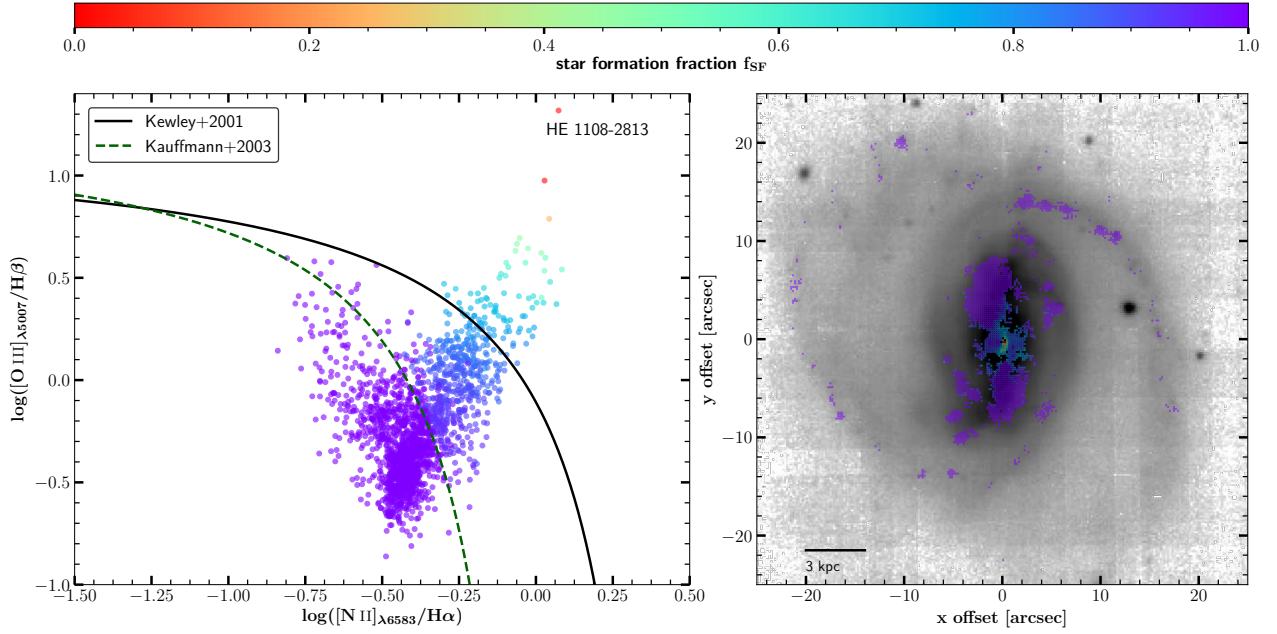 0.0 0.2 0.4 0.6 0.8 1.0
star formation fraction f_SF
Kewley+2001
Kauffmann+2003
HE 1108-2813
1.0
0.5
0.0
−0.5
−1.0
log([O III]λ5007/Hβ)
−1.50 −1.25 −1.00 −0.75 −0.50 −0.25 0.00 0.25 0.50
log([N II]λ6583/Hα)
20
10
0
−10
−20
y offset [arcsec]
3 kpc
−20 −10 0 10 20
x offset [arcsec]